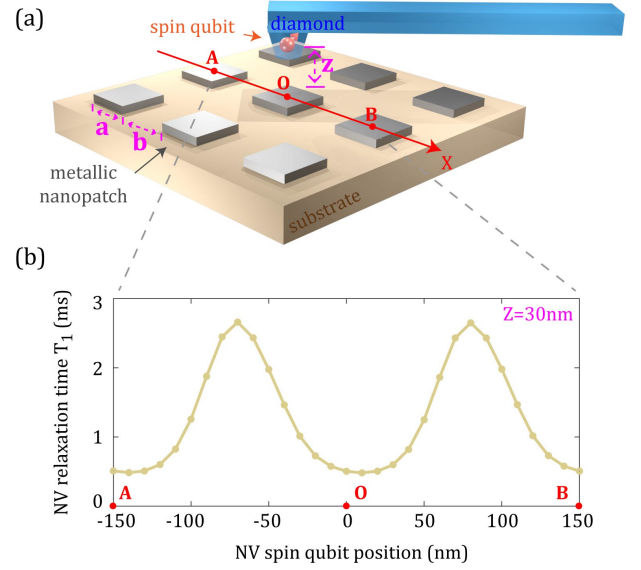 (a)
spin qubit
diamond
A
z
O
B
a
b
X
metallic
nanopatch
substrate
(b)
NV relaxation time T₁ (ms)
3
2
1
0
Z=30nm
A
O
B
-150
-100
-50
0
50
100
150
NV spin qubit position (nm)